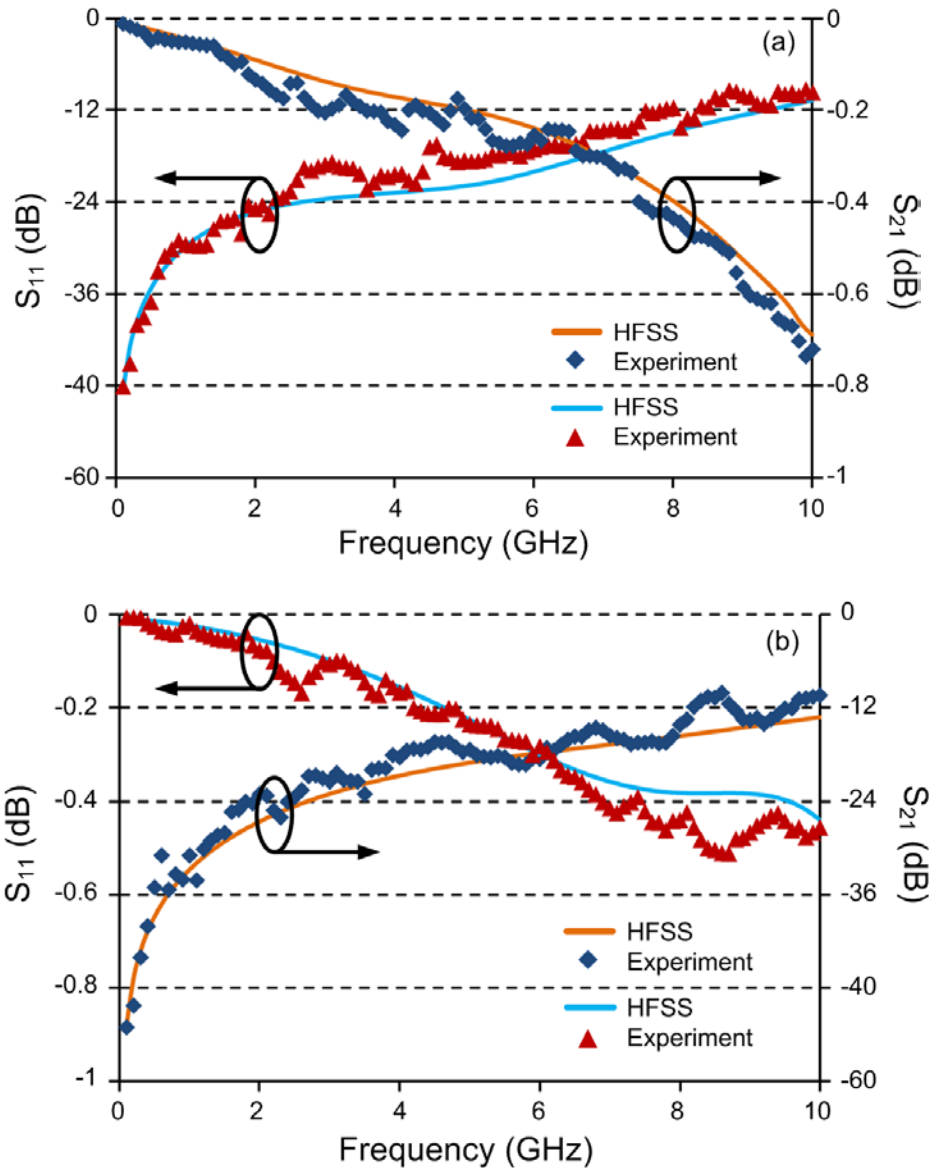 0 0
(a)
-12 -0.2
-24 -0.4
-36 -0.6
-40 -0.8
-60 -1
S11 (dB)
S21 (dB)
HFSS
Experiment
HFSS
Experiment
0 2 4 6 8 10
Frequency (GHz)
0 0
(b)
-0.2 -12
-0.4 -24
-0.6 -36
-0.8 -40
-1 -60
S11 (dB)
S21 (dB)
HFSS
Experiment
HFSS
Experiment
0 2 4 6 8 10
Frequency (GHz)